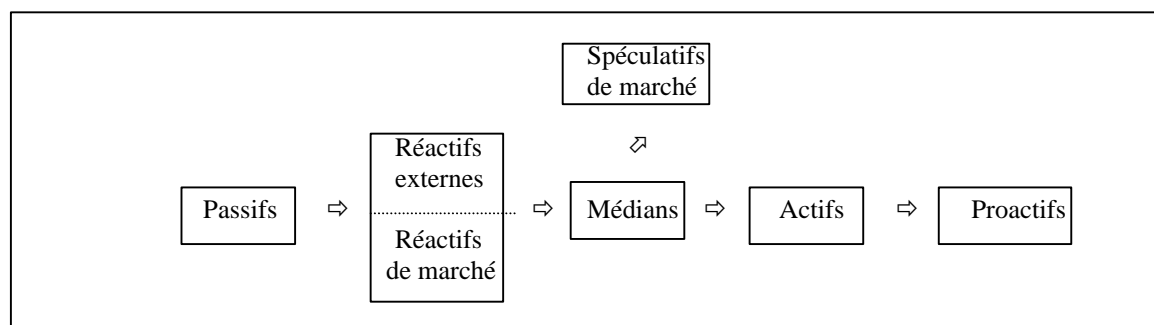 Spéculatifs
de marché
Passifs
Réactifs
externes
Réactifs
de marché
Médians
Actifs
Proactifs